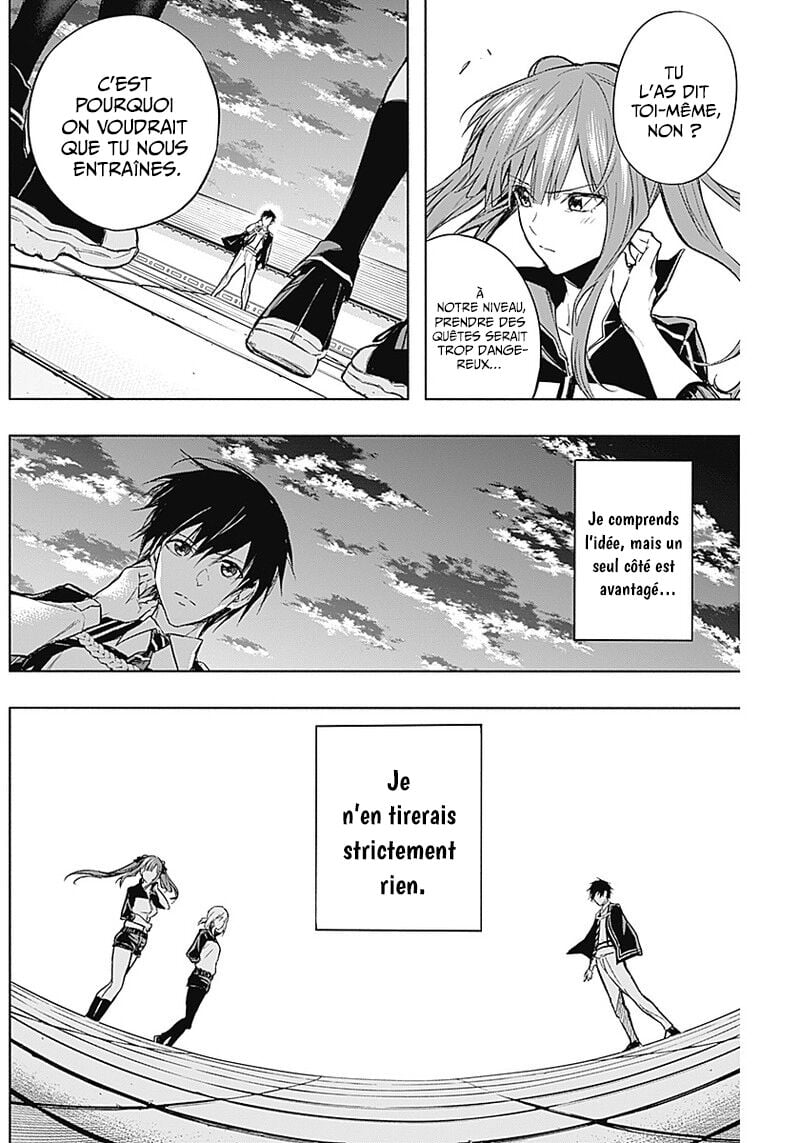 TU
L'AS DIT
TOI-MÊME,
NON ?
À
NOTRE NIVEAU,
PRENDRE DES
QUÊTES SERAIT
TROP DANGE-
REUX...
C'EST
POURQUOI
ON VOUDRAIT
QUE TU NOUS
ENTRAÎNES.
Je comprends
l'idée, mais un
seul côté est
avantagé...
Je
n'en tirerais
strictement
rien.